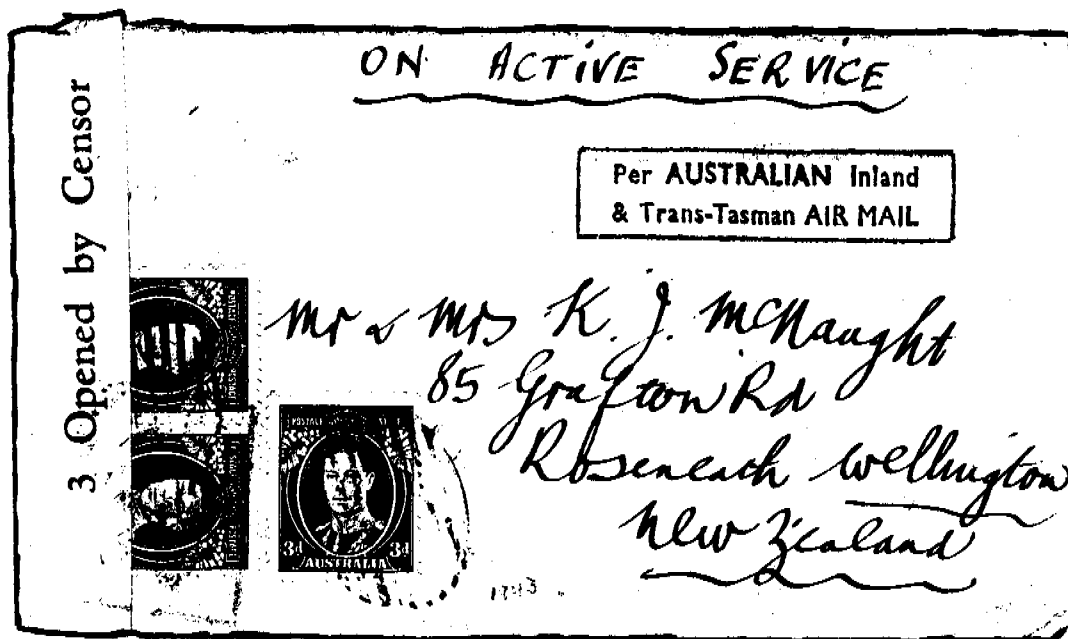 ON ACTIVE SERVICE
Per AUSTRALIAN Inland
& Trans-Tasman AIR MAIL
3 Opened by Censor
Mr & Mrs K. J. McNaught
85 Grafton Rd
Roseneath Wellington
New Zealand
POSTAGE
3d 3d
AUSTRALIA